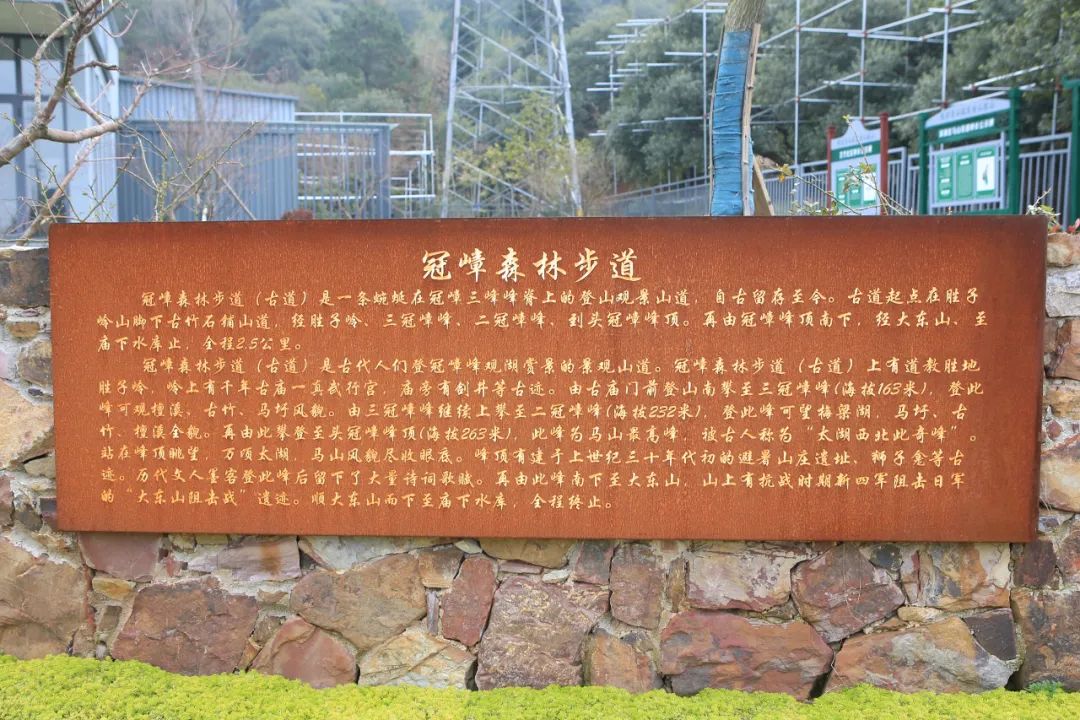 冠嶂森林步道
冠嶂森林步道（古道）是一条蜿蜒在冠嶂三峰峰脊上的登山观景山道，自古留存至今。古道起点在胜子
岭山脚下古竹石铺山道，经胜子岭、三冠嶂峰、二冠嶂峰、到头冠嶂峰顶。再由冠嶂峰顶南下，经大东山、至
庙下水库止，全程2.5公里。
冠嶂森林步道（古道）是古代人们登冠嶂峰观湖赏景的景观山道。冠嶂森林步道（古道）上有道教胜地
胜子岭，岭上有千年古庙一真武行宫，庙旁有剑井等古迹。由古庙门前登山南攀至三冠嶂峰(海拔163米)，登此
峰可观檀溪、古竹、马圩风貌。由三冠嶂峰继续上攀至二冠嶂峰(海拔232米)，登此峰可望梅梁湖，马圩、古
竹、檀溪全貌。再由此攀登至头冠嶂峰顶(海拔263米)，此峰为马山最高峰，被古人称为“太湖西北此奇峰”。
站在峰顶眺望，万顷太湖，马山风貌尽收眼底。峰顶有建于上世纪三十年代初的避暑山庄遗址、狮子龛等古
迹。历代文人墨客登此峰后留下了大量诗词歌赋。再由此峰南下至大东山，山上有抗战时期新四军阻击日军
的“大东山阻击战”遗迹。顺大东山而下至庙下水库，全程终止。